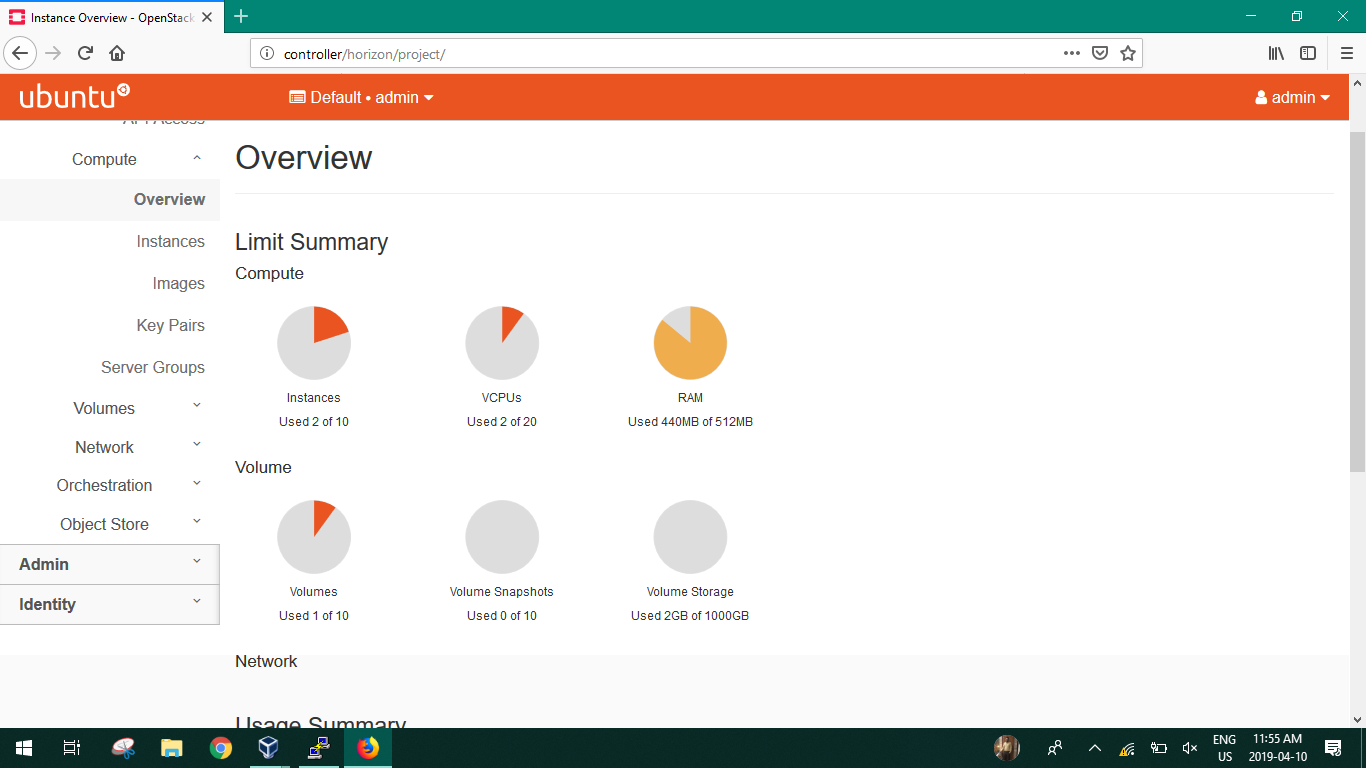 Instance Overview - OpenStack
controller/horizon/project/
ubuntu
Default • admin
admin
API Access
Compute
Overview
Instances
Images
Key Pairs
Server Groups
Volumes
Network
Orchestration
Object Store
Admin
Identity
Overview
Limit Summary
Compute
Instances
Used 2 of 10
VCPUs
Used 2 of 20
RAM
Used 440MB of 512MB
Volume
Volumes
Used 1 of 10
Volume Snapshots
Used 0 of 10
Volume Storage
Used 2GB of 1000GB
Network
Usage Summary
ENG
US
11:55 AM
2019-04-10